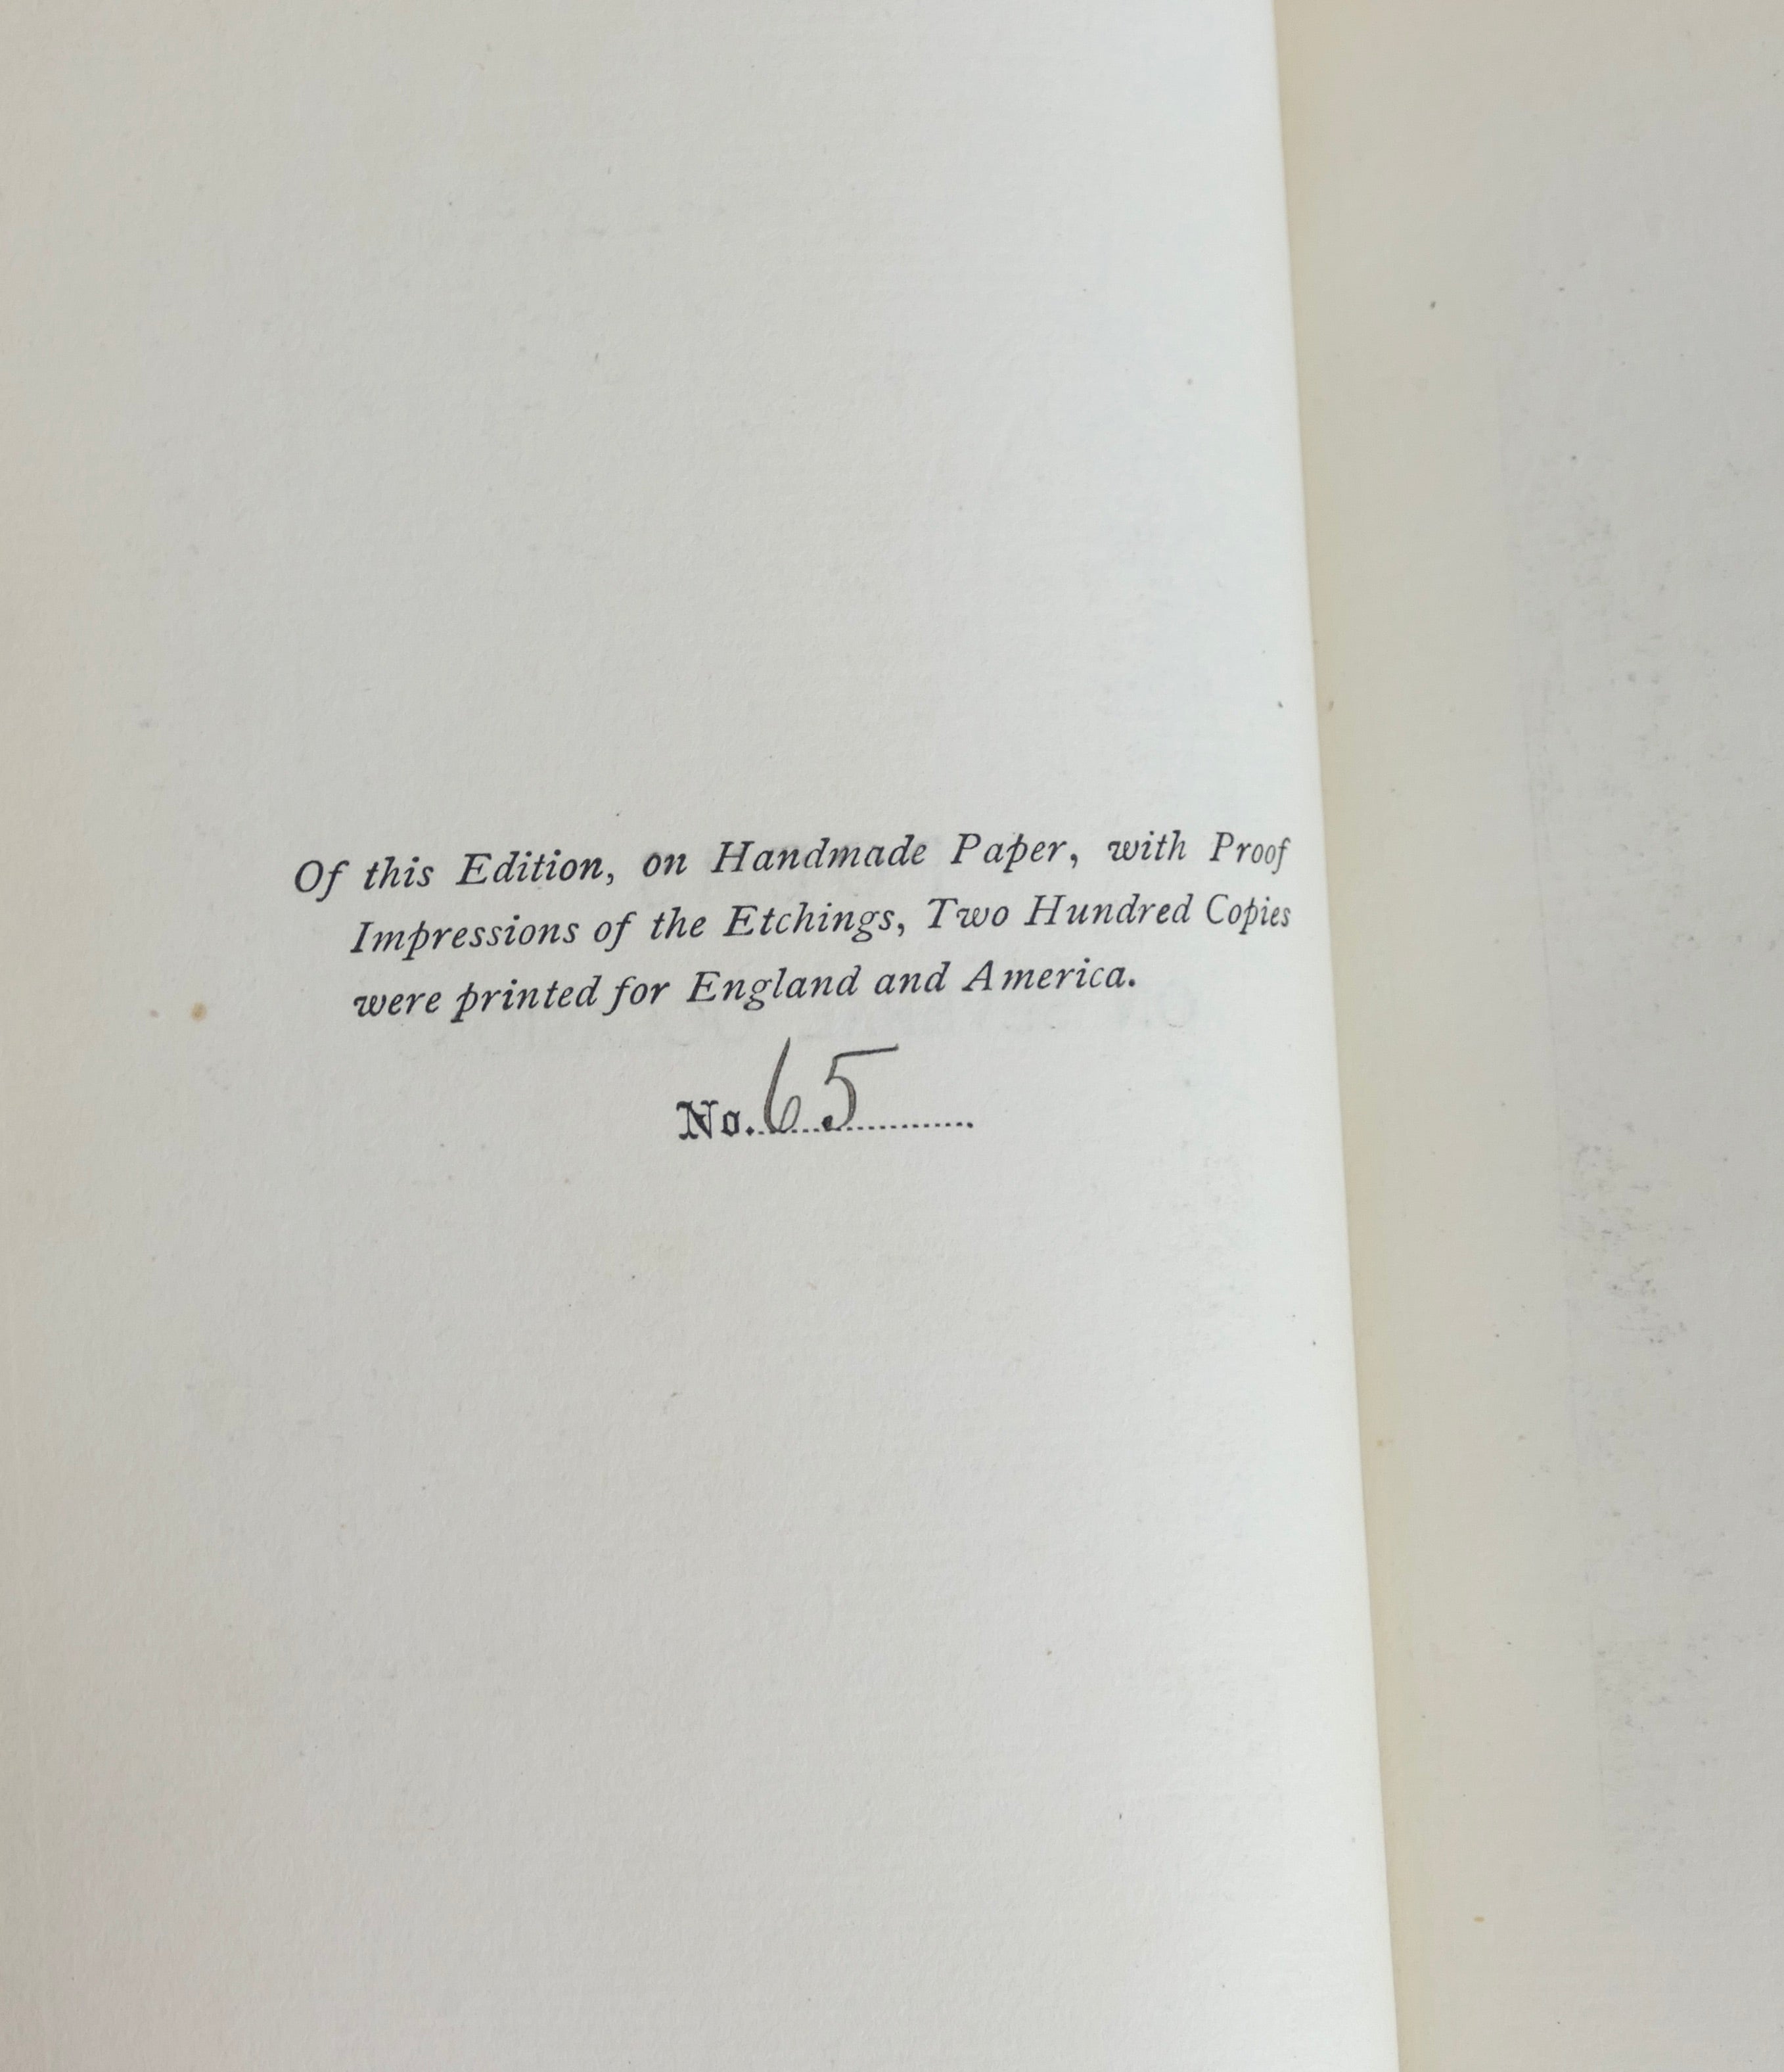 Of this Edition, on Handmade Paper, with Proof
Impressions of the Etchings, Two Hundred Copies
were printed for England and America.
No. 65